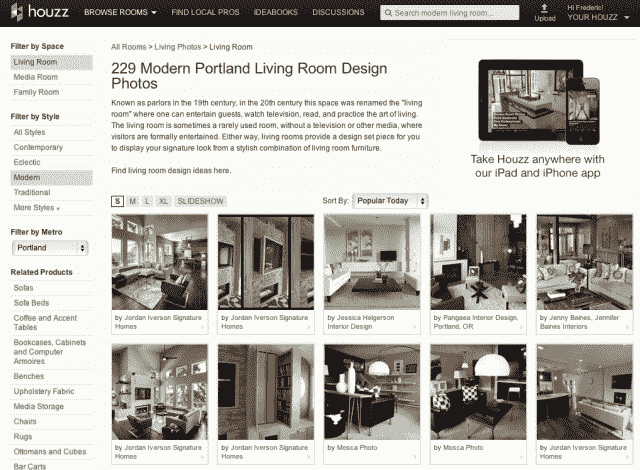 houzz
BROWSE ROOMS
FIND LOCAL PROS
IDEABOOKS
DISCUSSIONS
Search modern living room...
Upload
Hi Frederic!
YOUR HOUZZ
Filter by Space
Living Room
Media Room
Family Room
Filter by Style
All Styles
Contemporary
Eclectic
Modern
Traditional
More Styles
Filter by Metro
Portland
Related Products
Sofas
Sofa Beds
Coffee and Accent
Tables
Bookcases, Cabinets
and Computer
Armoires
Benches
Upholstery Fabric
Media Storage
Chairs
Rugs
Ottomans and Cubes
Bar Carts
All Rooms > Living Photos > Living Room
229 Modern Portland Living Room Design
Photos
Known as parlors in the 19th century, in the 20th century this space was renamed the "living
room" where one can entertain guests, watch television, read, and practice the art of living.
The living room is sometimes a rarely used room, without a television or other media, where
visitors are formally entertained. Either way, living rooms provide a design set piece for you
to display your signature look from a stylish combination of living room furniture.
Find living room design ideas here.
Take Houzz anywhere with
our iPad and iPhone app
S M L XL SLIDESHOW
Sort By: Popular Today
by Jordan Iverson Signature
Homes
by Jordan Iverson Signature
Homes
by Jessica Helgerson
Interior Design
by Pangaea Interior Design,
Portland, OR
by Jenny Baines, Jennifer
Baines Interiors
by Jordan Iverson Signature
Homes
by Jordan Iverson Signature
Homes
by Mosca Photo
by Mosca Photo
by Jordan Iverson Signature
Homes